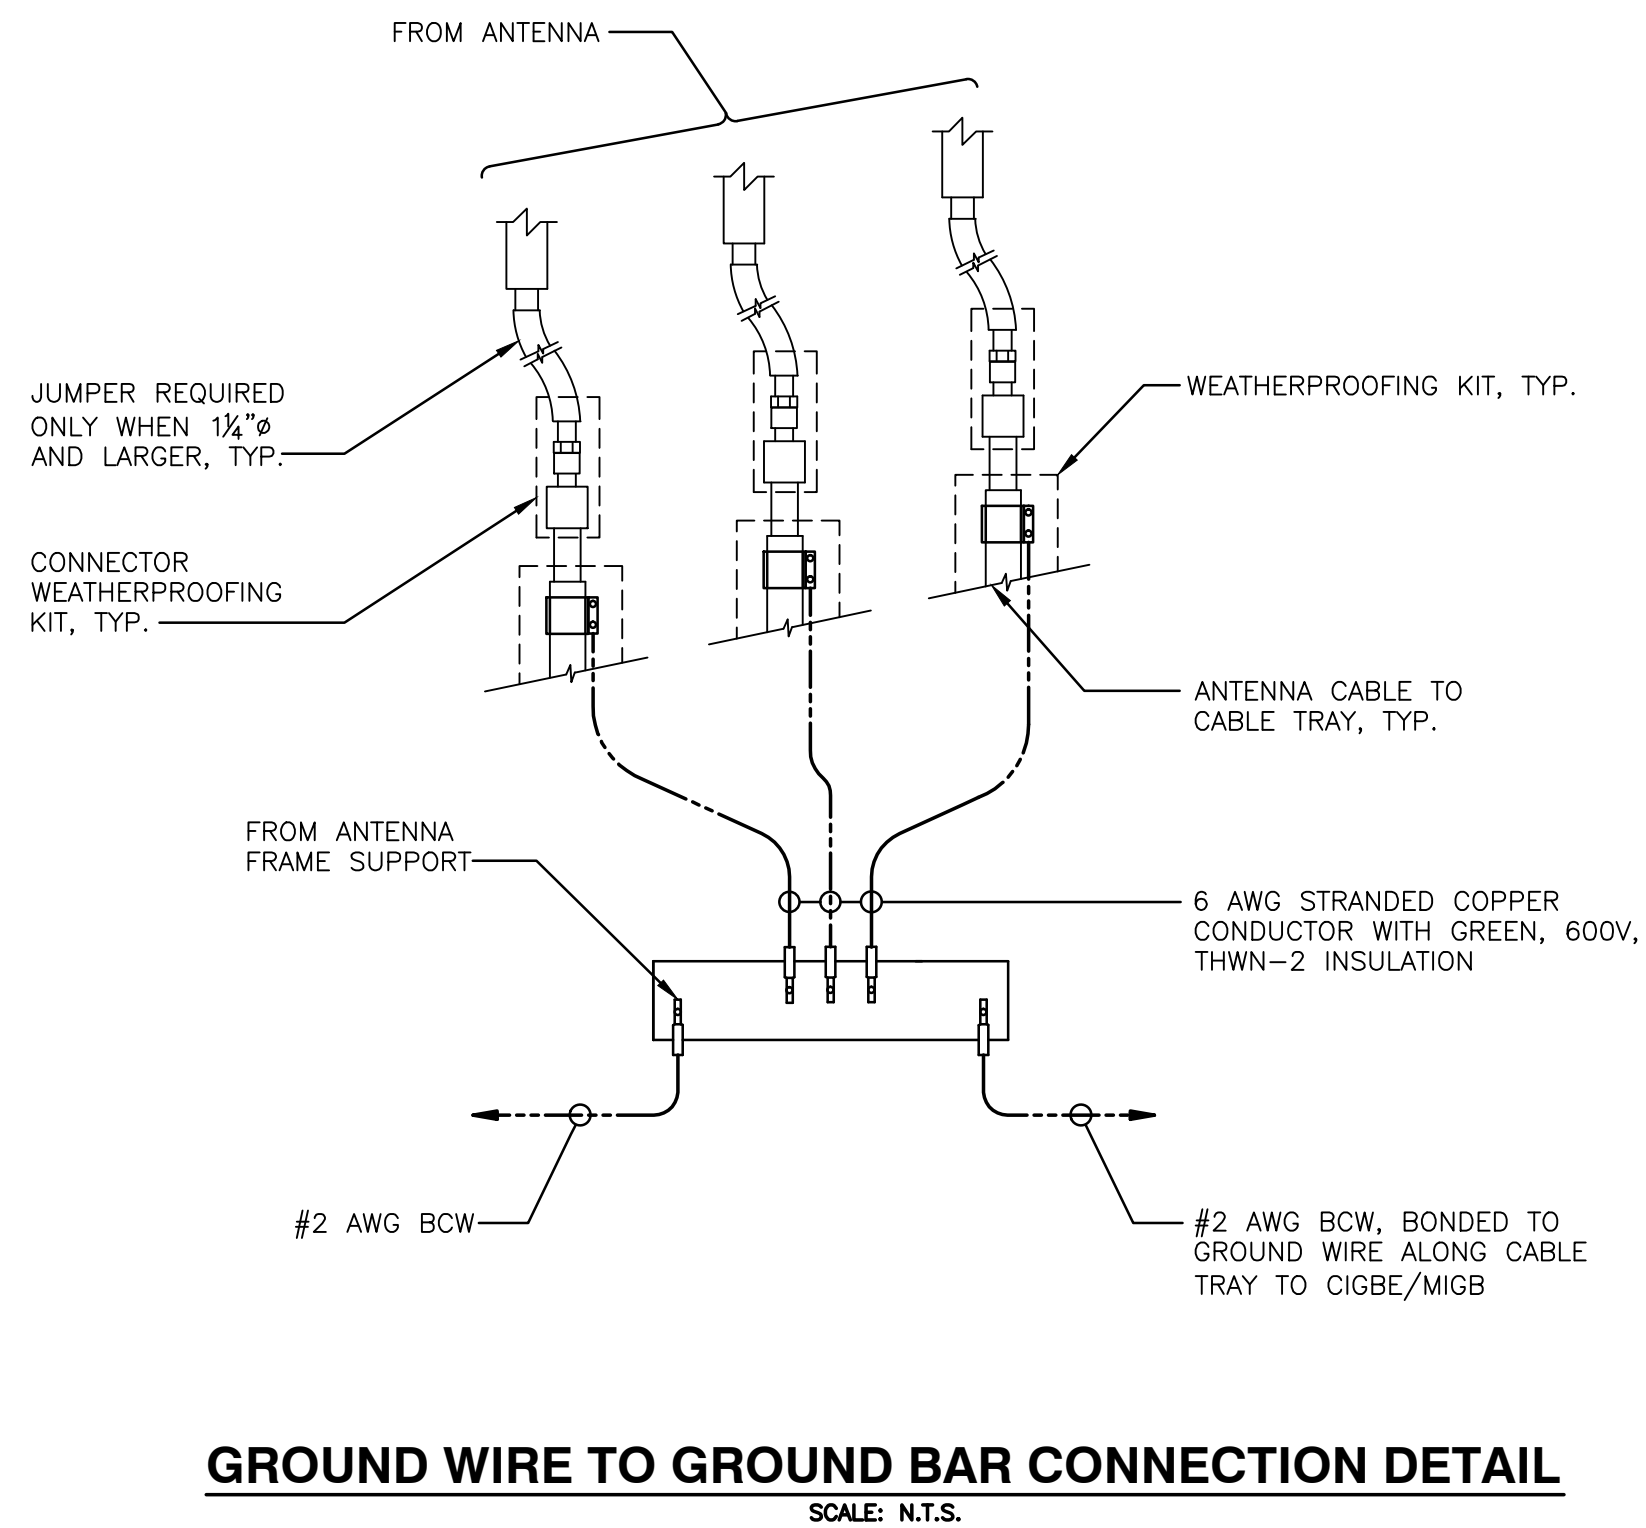 FROM ANTENNA
JUMPER REQUIRED
ONLY WHEN 1¼"ø
AND LARGER, TYP.
WEATHERPROOFING KIT, TYP.
CONNECTOR
WEATHERPROOFING
KIT, TYP.
ANTENNA CABLE TO
CABLE TRAY, TYP.
FROM ANTENNA
FRAME SUPPORT
6 AWG STRANDED COPPER
CONDUCTOR WITH GREEN, 600V,
THWN-2 INSULATION
#2 AWG BCW
#2 AWG BCW, BONDED TO
GROUND WIRE ALONG CABLE
TRAY TO CIGBE/MIGB
GROUND WIRE TO GROUND BAR CONNECTION DETAIL
SCALE: N.T.S.